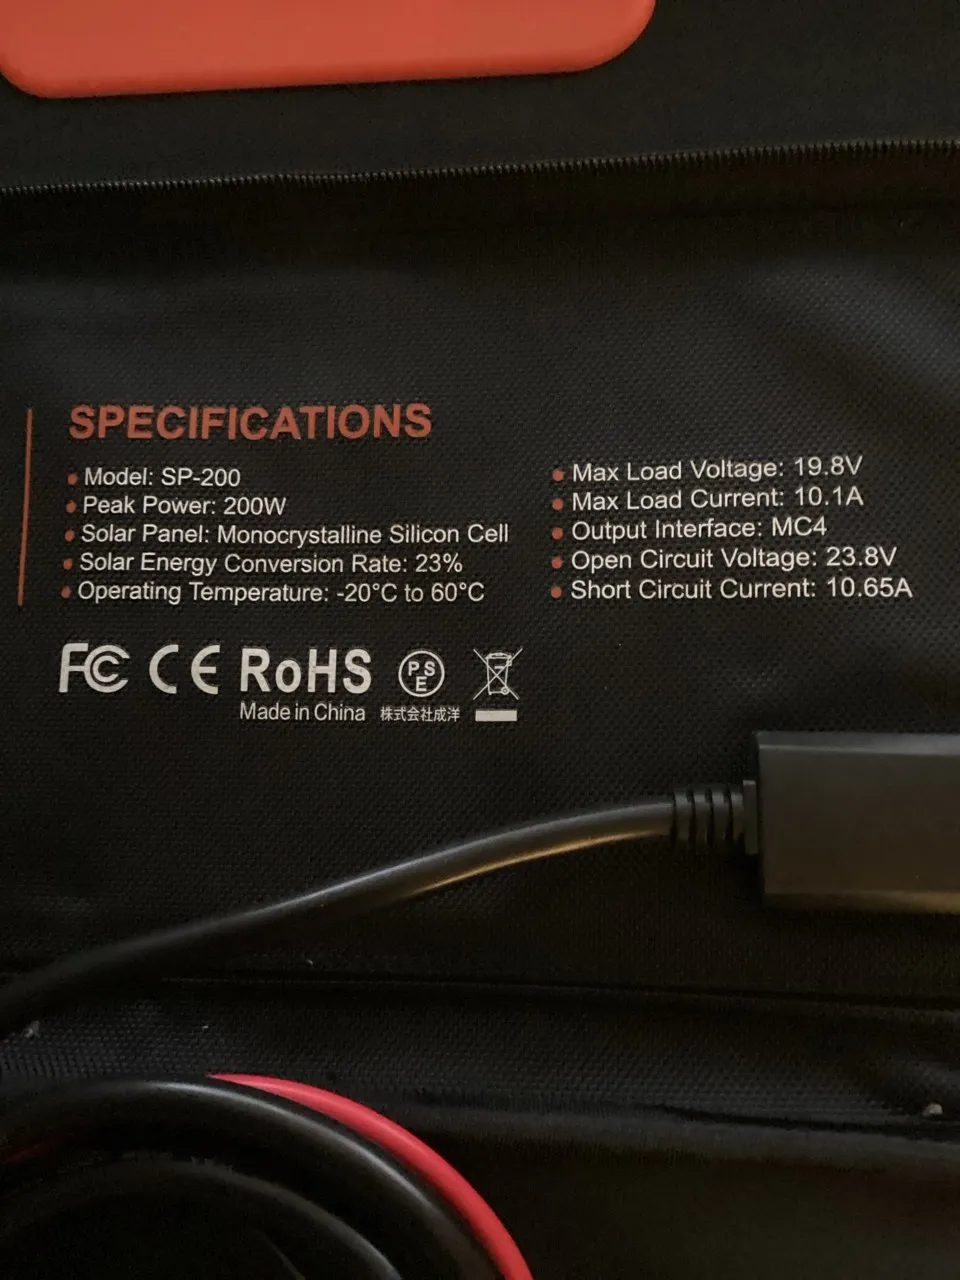 SPECIFICATIONS
• Model: SP-200
• Peak Power: 200W
• Solar Panel: Monocrystalline Silicon Cell
• Solar Energy Conversion Rate: 23%
• Operating Temperature: -20°C to 60°C
• Max Load Voltage: 19.8V
• Max Load Current: 10.1A
• Output Interface: MC4
• Open Circuit Voltage: 23.8V
• Short Circuit Current: 10.65A
FC CE RoHS PSE
Made in China 株式会社成洋